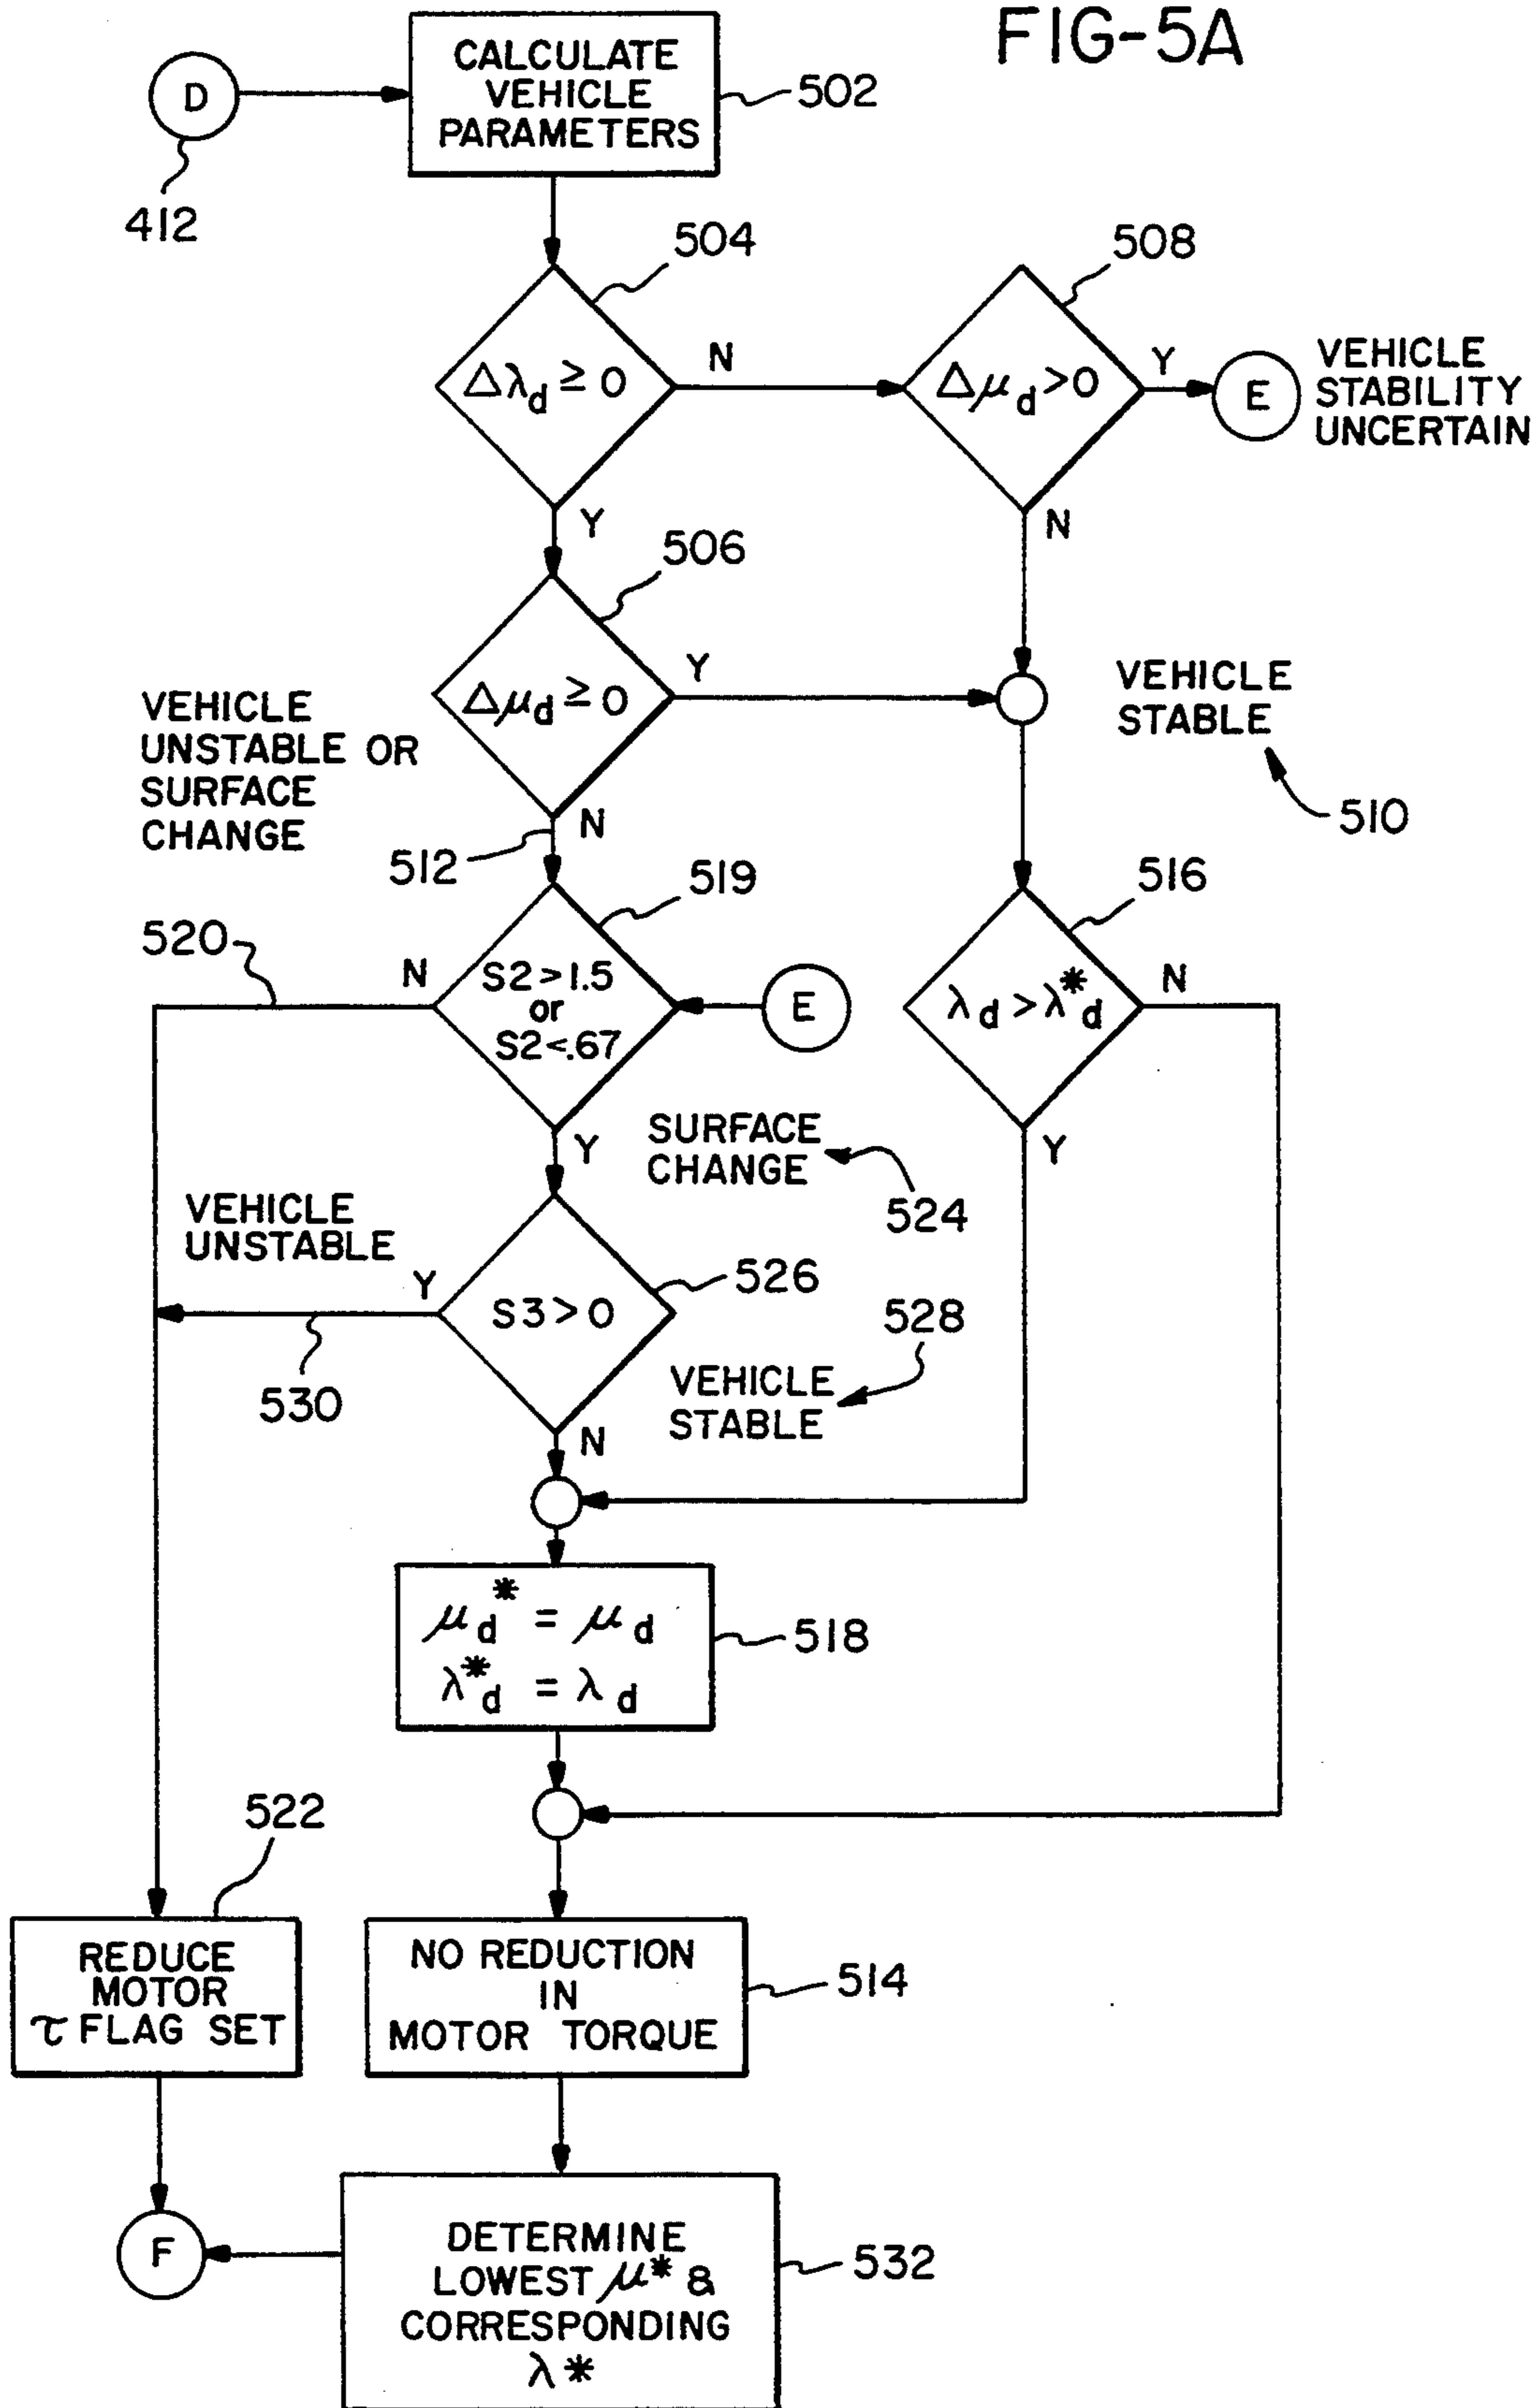 FIG-5A
CALCULATE
VEHICLE
PARAMETERS
502
D
412
504
508
Δλd ≥ 0
N
Δμd > 0
Y
E
VEHICLE
STABILITY
UNCERTAIN
Y
N
506
Δμd ≥ 0
Y
VEHICLE
STABLE
510
VEHICLE
UNSTABLE OR
SURFACE
CHANGE
N
512
519
516
520
N
S2 > 1.5
or
S2 < .67
E
λd > λ*d
N
Y
SURFACE
CHANGE
524
Y
VEHICLE
UNSTABLE
Y
S3 > 0
526
528
530
VEHICLE
STABLE
N
μd* = μd
λ*d = λd
518
522
REDUCE
MOTOR
τ FLAG SET
NO REDUCTION
IN
MOTOR TORQUE
514
F
DETERMINE
LOWEST μ* &
CORRESPONDING
λ*
532